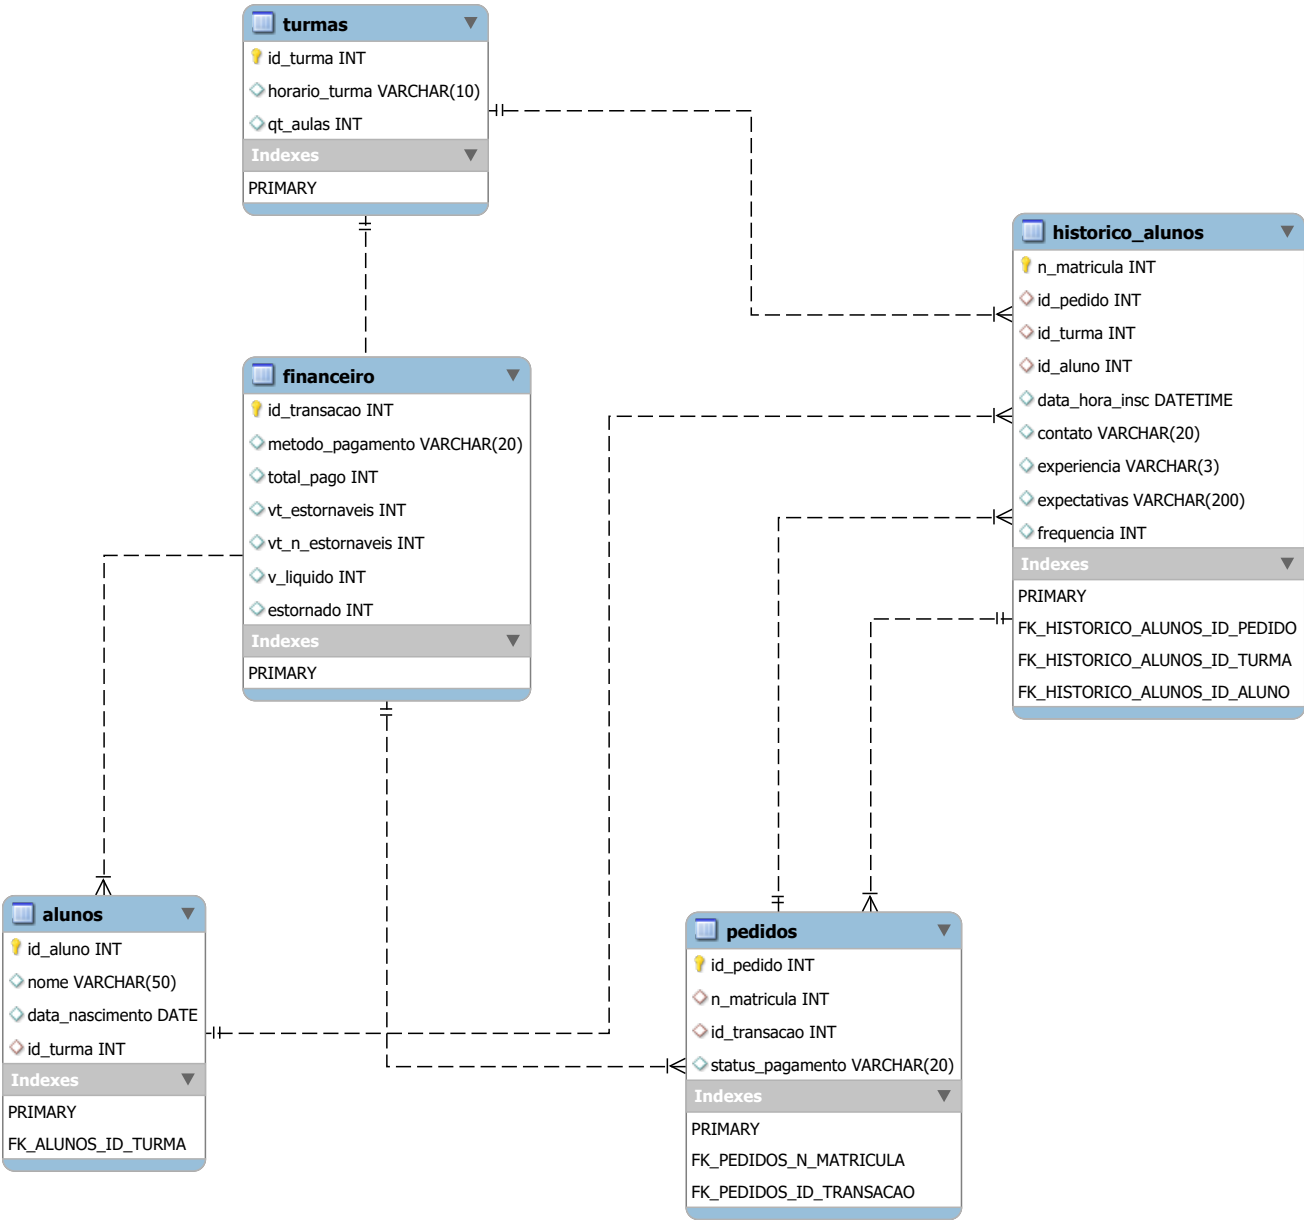 turmas
id_turma INT
horario_turma VARCHAR(10)
qt_aulas INT
Indexes
PRIMARY
historico_alunos
n_matricula INT
id_pedido INT
id_turma INT
id_aluno INT
data_hora_insc DATETIME
contato VARCHAR(20)
experiencia VARCHAR(3)
expectativas VARCHAR(200)
frequencia INT
Indexes
PRIMARY
FK_HISTORICO_ALUNOS_ID_PEDIDO
FK_HISTORICO_ALUNOS_ID_TURMA
FK_HISTORICO_ALUNOS_ID_ALUNO
financeiro
id_transacao INT
metodo_pagamento VARCHAR(20)
total_pago INT
vt_estornaveis INT
vt_n_estornaveis INT
v_liquido INT
estornado INT
Indexes
PRIMARY
alunos
id_aluno INT
nome VARCHAR(50)
data_nascimento DATE
id_turma INT
Indexes
PRIMARY
FK_ALUNOS_ID_TURMA
pedidos
id_pedido INT
n_matricula INT
id_transacao INT
status_pagamento VARCHAR(20)
Indexes
PRIMARY
FK_PEDIDOS_N_MATRICULA
FK_PEDIDOS_ID_TRANSACAO